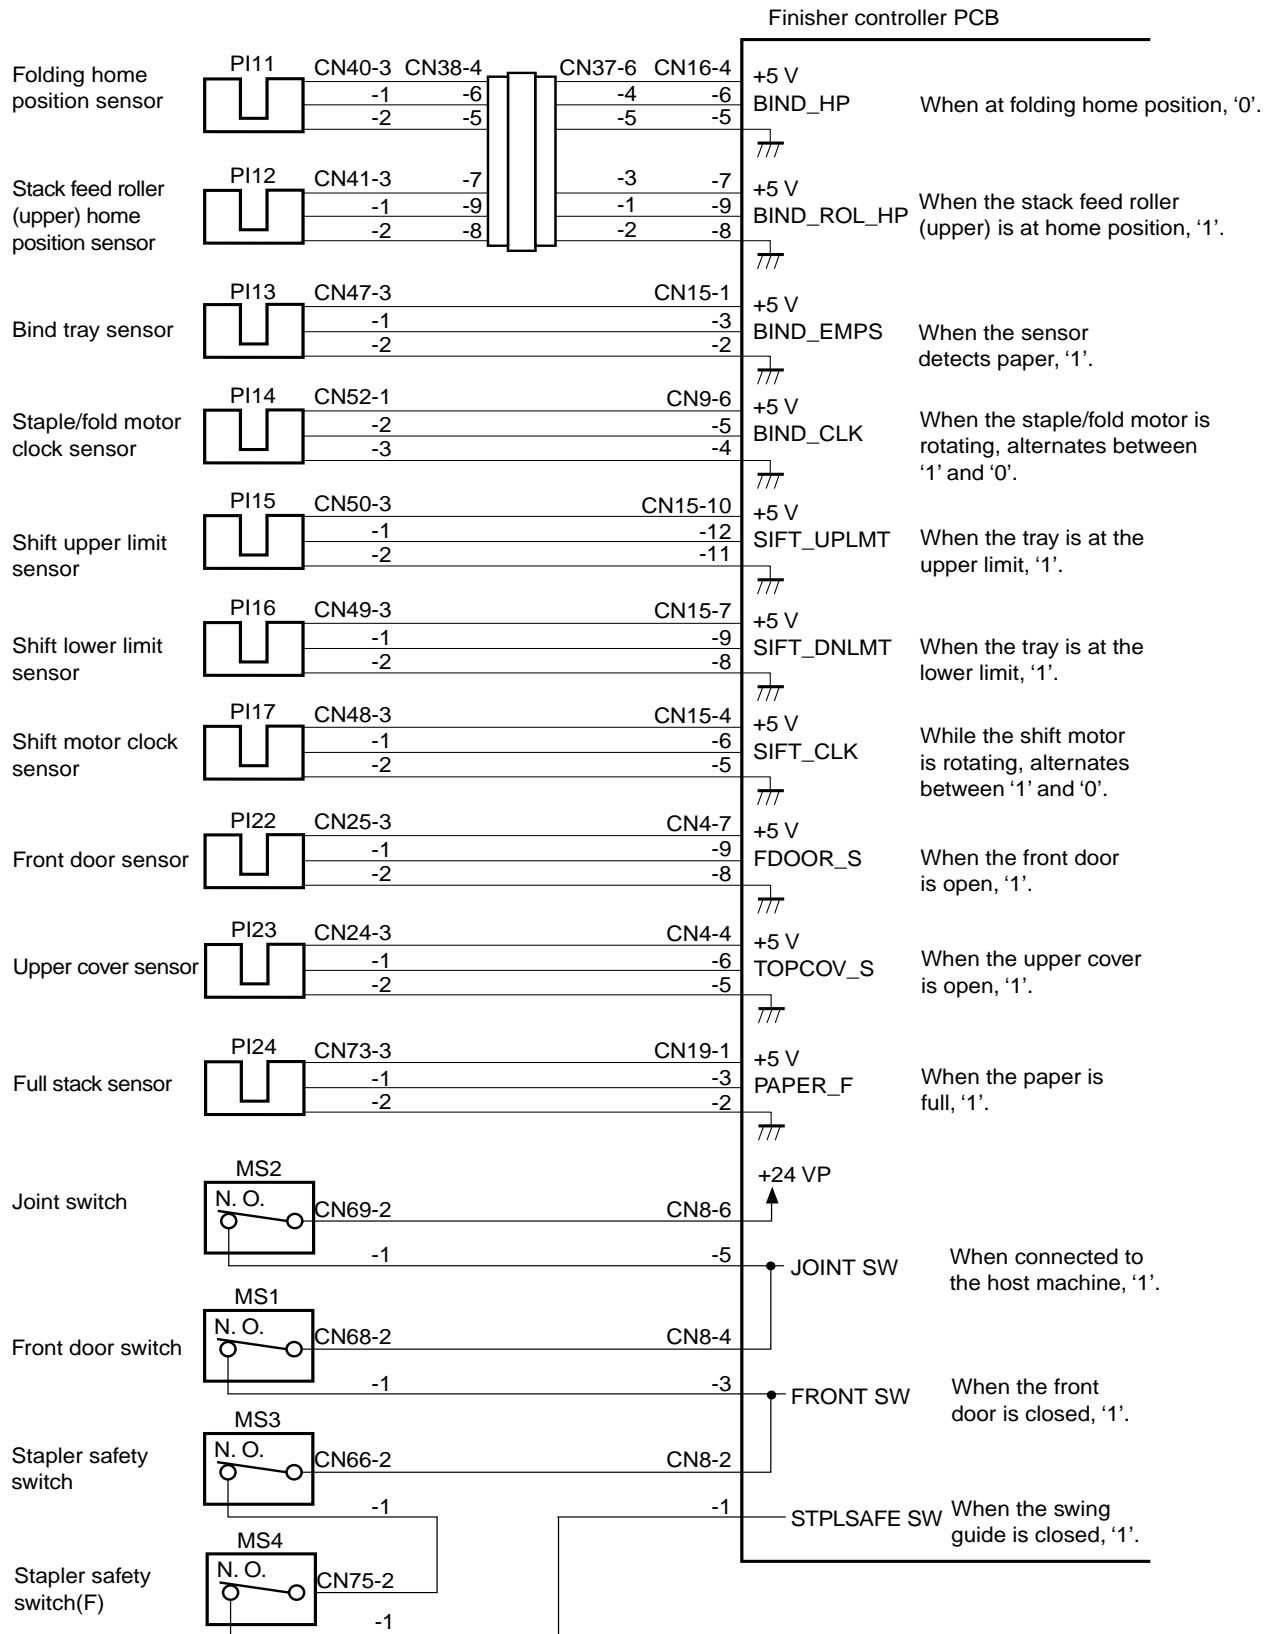 Finisher controller PCB
Folding home
position sensor
PI11
CN40-3 CN38-4 CN37-6 CN16-4
-1 -6 -4 -6
-2 -5 -5 -5
+5 V
BIND_HP
When at folding home position, ‘0’.
Stack feed roller
(upper) home
position sensor
PI12
CN41-3 -7 -3 -7
-1 -9 -1 -9
-2 -8 -2 -8
+5 V
BIND_ROL_HP
When the stack feed roller
(upper) is at home position, ‘1’.
Bind tray sensor
PI13
CN47-3 CN15-1
-1 -3
-2 -2
+5 V
BIND_EMPS
When the sensor
detects paper, ‘1’.
Staple/fold motor
clock sensor
PI14
CN52-1 CN9-6
-2 -5
-3 -4
+5 V
BIND_CLK
When the staple/fold motor is
rotating, alternates between
‘1’ and ‘0’.
Shift upper limit
sensor
PI15
CN50-3 CN15-10
-1 -12
-2 -11
+5 V
SIFT_UPLMT
When the tray is at the
upper limit, ‘1’.
Shift lower limit
sensor
PI16
CN49-3 CN15-7
-1 -9
-2 -8
+5 V
SIFT_DNLMT
When the tray is at the
lower limit, ‘1’.
Shift motor clock
sensor
PI17
CN48-3 CN15-4
-1 -6
-2 -5
+5 V
SIFT_CLK
While the shift motor
is rotating, alternates
between ‘1’ and ‘0’.
Front door sensor
PI22
CN25-3 CN4-7
-1 -9
-2 -8
+5 V
FDOOR_S
When the front door
is open, ‘1’.
Upper cover sensor
PI23
CN24-3 CN4-4
-1 -6
-2 -5
+5 V
TOPCOV_S
When the upper cover
is open, ‘1’.
Full stack sensor
PI24
CN73-3 CN19-1
-1 -3
-2 -2
+5 V
PAPER_F
When the paper is
full, ‘1’.
Joint switch
MS2
N. O.
CN69-2 CN8-6
-1 -5
+24 VP
JOINT SW
When connected to
the host machine, ‘1’.
Front door switch
MS1
N. O.
CN68-2 CN8-4
-1 -3
FRONT SW
When the front
door is closed, ‘1’.
Stapler safety
switch
MS3
N. O.
CN66-2 CN8-2
-1 -1
STPLSAFE SW
When the swing
guide is closed, ‘1’.
Stapler safety
switch(F)
MS4
N. O.
CN75-2
-1